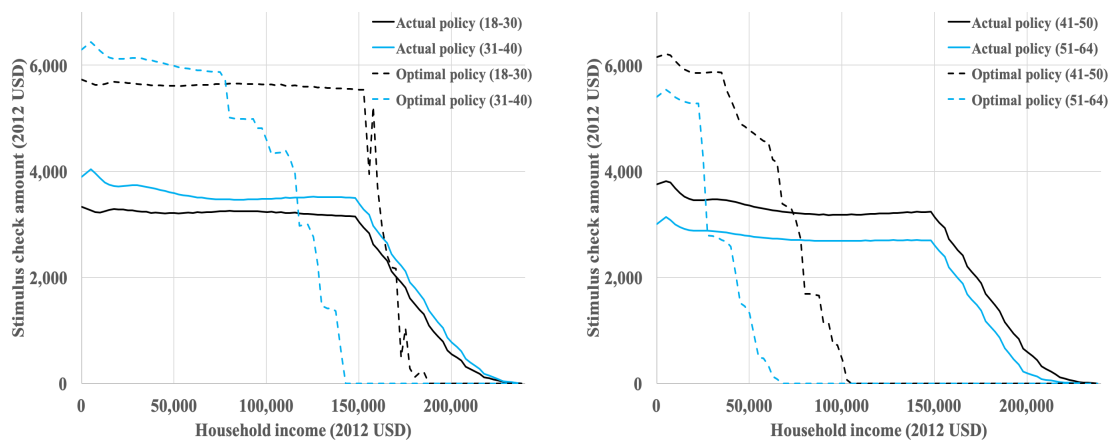 Stimulus check amount (2012 USD)
6,000
4,000
2,000
0
Actual policy (18-30)
Actual policy (31-40)
Optimal policy (18-30)
Optimal policy (31-40)
0
50,000
100,000
150,000
200,000
Household income (2012 USD)
Stimulus check amount (2012 USD)
6,000
4,000
2,000
0
Actual policy (41-50)
Actual policy (51-64)
Optimal policy (41-50)
Optimal policy (51-64)
0
50,000
100,000
150,000
200,000
Household income (2012 USD)